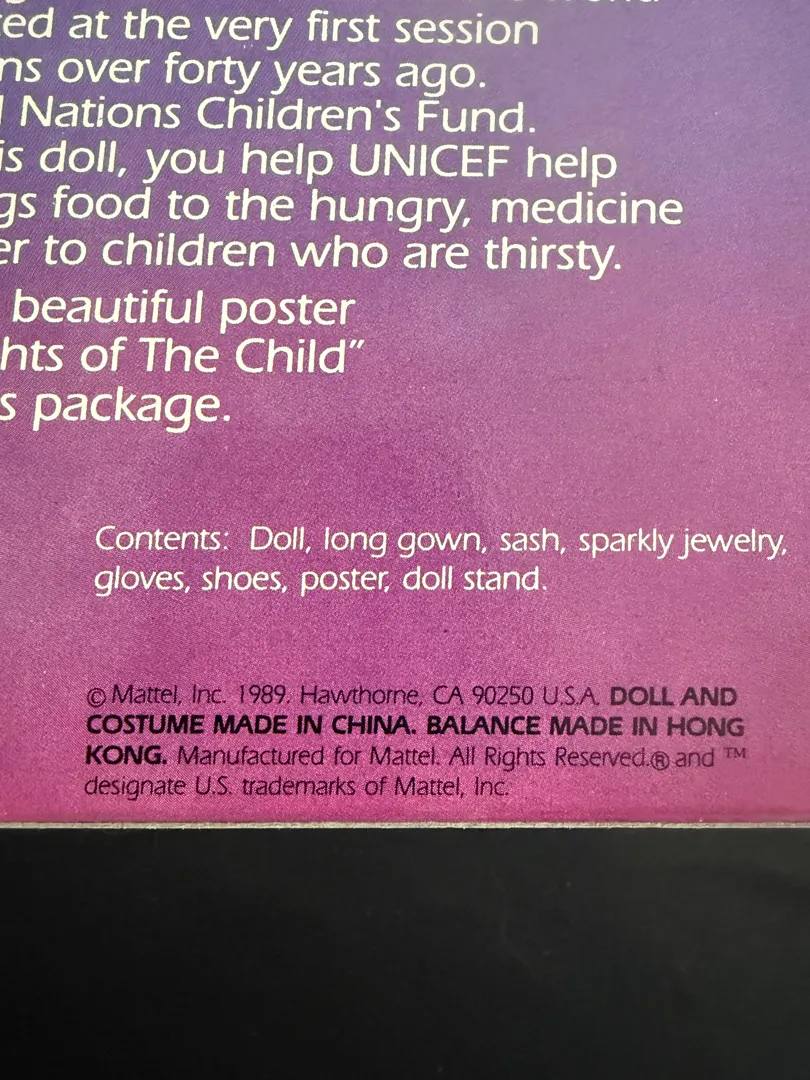 ed at the very first session
ns over forty years ago.
Nations Children's Fund.
is doll, you help UNICEF help
gs food to the hungry, medicine
er to children who are thirsty.
beautiful poster
hts of The Child”
s package.
Contents: Doll, long gown, sash, sparkly jewelry,
gloves, shoes, poster, doll stand.
© Mattel, Inc. 1989. Hawthorne, CA 90250 U.S.A. DOLL AND
COSTUME MADE IN CHINA. BALANCE MADE IN HONG
KONG. Manufactured for Mattel. All Rights Reserved.® and ™
designate U.S. trademarks of Mattel, Inc.